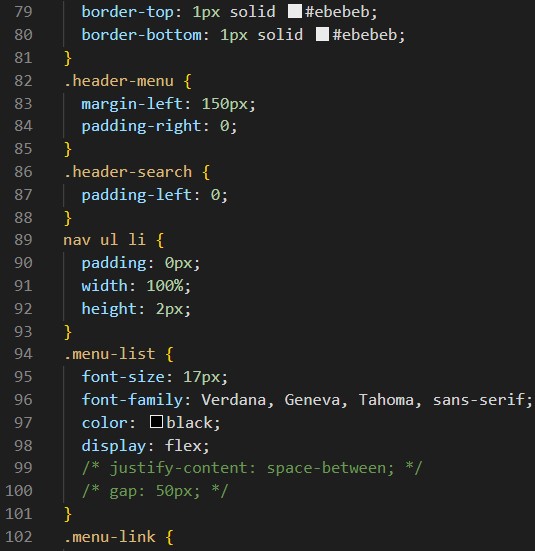 79 border-top: 1px solid #ebebeb;
80 border-bottom: 1px solid #ebebeb;
81 }
82 .header-menu {
83 margin-left: 150px;
84 padding-right: 0;
85 }
86 .header-search {
87 padding-left: 0;
88 }
89 nav ul li {
90 padding: 0px;
91 width: 100%;
92 height: 2px;
93 }
94 .menu-list {
95 font-size: 17px;
96 font-family: Verdana, Geneva, Tahoma, sans-serif;
97 color: black;
98 display: flex;
99 /* justify-content: space-between; */
100 /* gap: 50px; */
101 }
102 .menu-link {